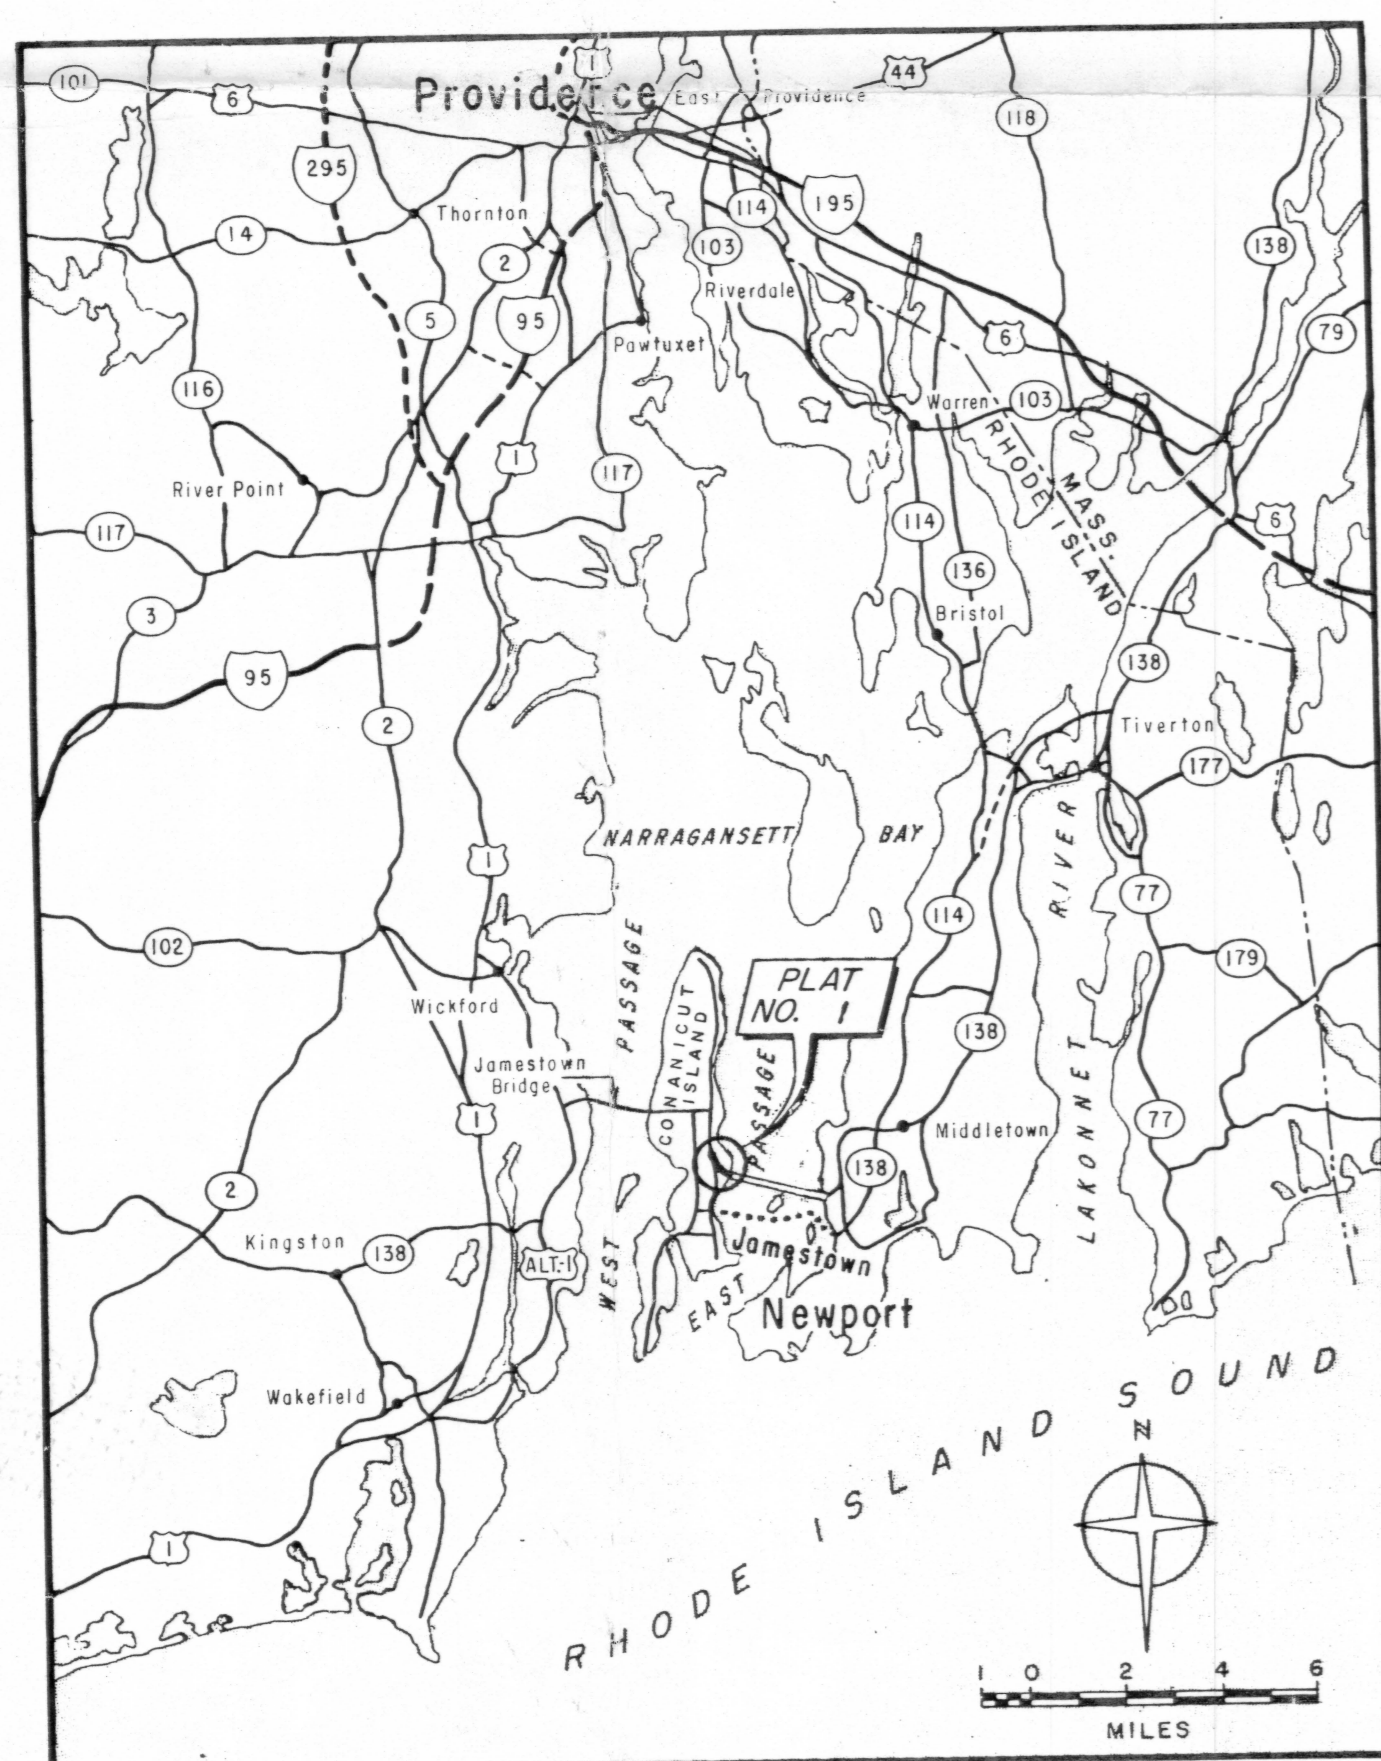 1
101
6
Providence
East Providence
44
118
295
195
114
Thornton
14
2
103
138
Riverdale
5
95
Pawtuxet
6
79
116
Warren
103
1
117
River Point
RHODE ISLAND
MASS.
117
114
6
136
3
Bristol
138
95
2
Tiverton
177
NARRAGANSETT BAY
1
RIVER
77
114
102
PASSAGE
179
PLAT
NO. 1
Wickford
CONANICUT
ISLAND
138
Jamestown
Bridge
PASSAGE
LAKONNET
1
77
Middletown
138
2
Kingston
138
ALT.-1
WEST
Jamestown
EAST
Newport
Wakefield
RHODE ISLAND SOUND
N
1
1 0 2 4 6
MILES